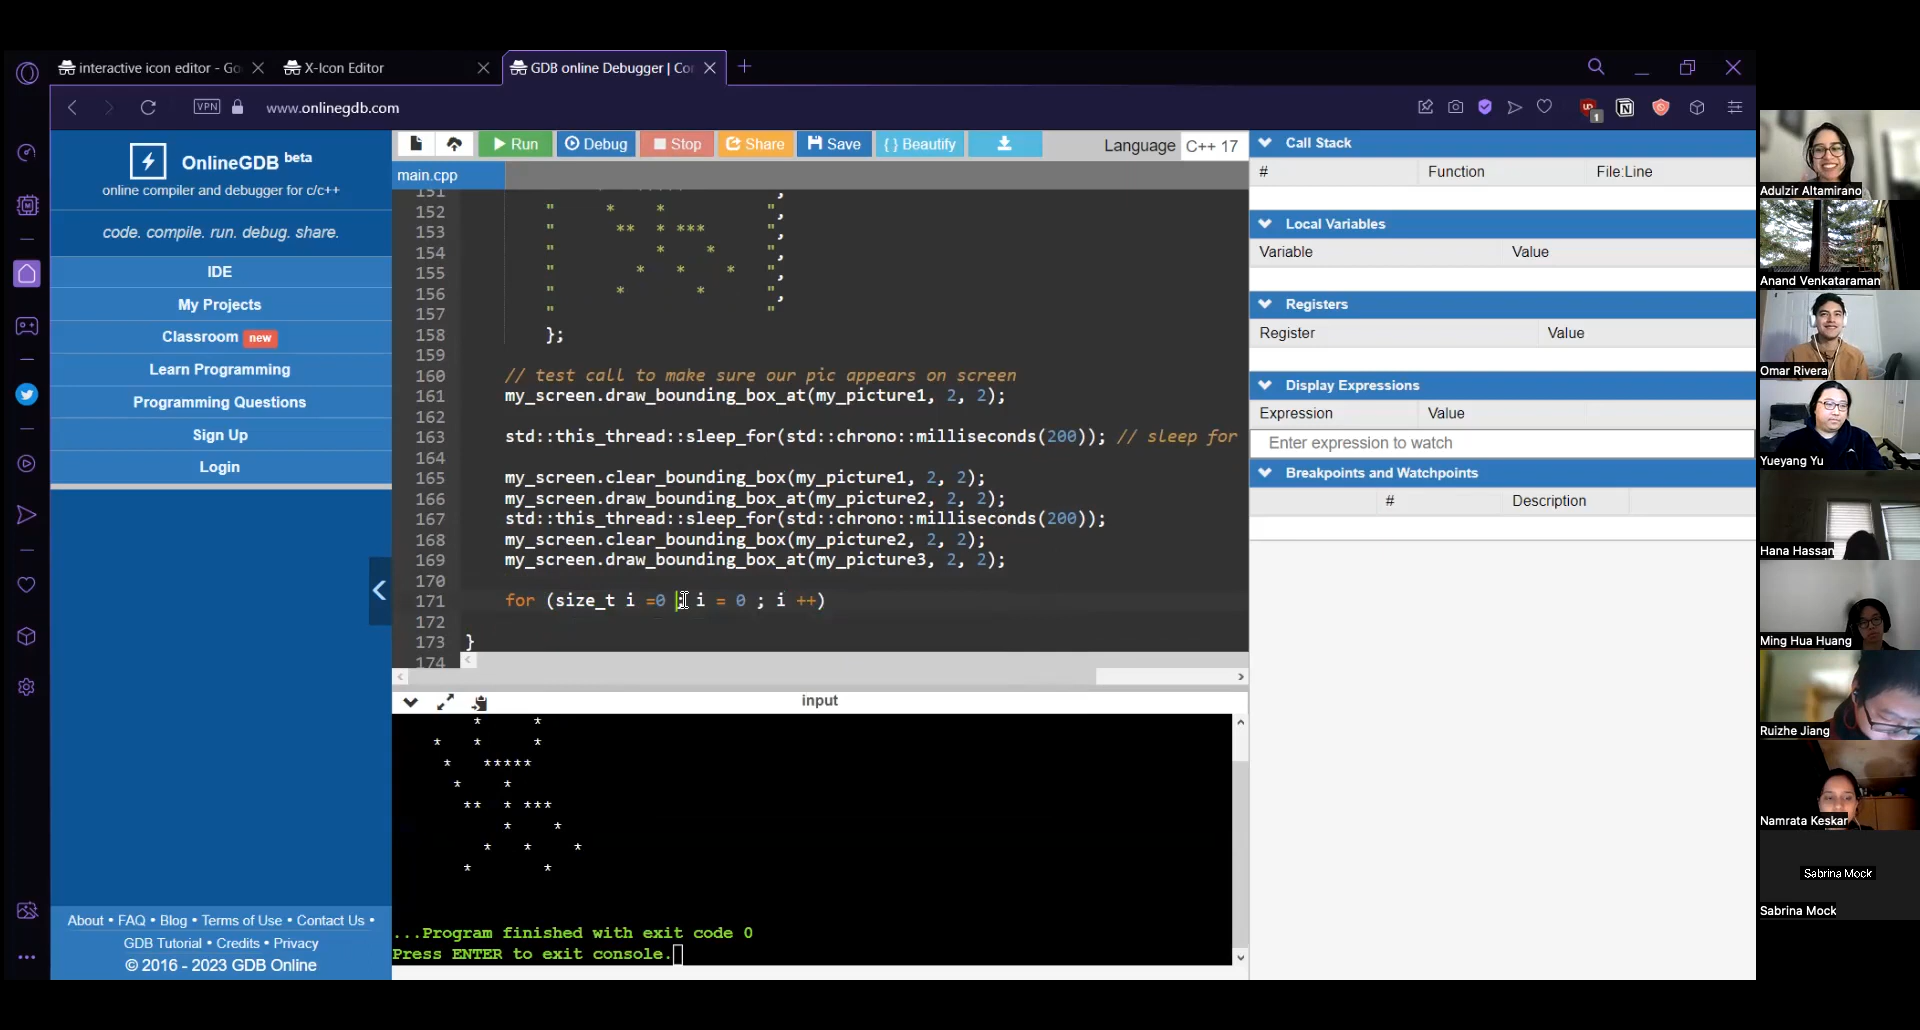 interactive icon editor - Go
X-Icon Editor
GDB online Debugger | Co
VPN
www.onlinegdb.com
1
OnlineGDB beta
online compiler and debugger for c/c++
code. compile. run. debug. share.
IDE
My Projects
Classroom new
Learn Programming
Programming Questions
Sign Up
Login
About • FAQ • Blog • Terms of Use • Contact Us •
GDB Tutorial • Credits • Privacy
© 2016 - 2023 GDB Online
Run
Debug
Stop
Share
Save
{ } Beautify
Language
C++ 17
main.cpp
151 ***** ,
152 "     *    *          ",
153 "      **  * ***      ",
154 "          *    *     ",
155 "        *   *    *   ",
156 "      *       *      ",
157 "                     "
158 };
159
160 // test call to make sure our pic appears on screen
161 my_screen.draw_bounding_box_at(my_picture1, 2, 2);
162
163 std::this_thread::sleep_for(std::chrono::milliseconds(200)); // sleep for
164
165 my_screen.clear_bounding_box(my_picture1, 2, 2);
166 my_screen.draw_bounding_box_at(my_picture2, 2, 2);
167 std::this_thread::sleep_for(std::chrono::milliseconds(200));
168 my_screen.clear_bounding_box(my_picture2, 2, 2);
169 my_screen.draw_bounding_box_at(my_picture3, 2, 2);
170
171 for (size_t i =0 ; i = 0 ; i ++)
172
173 }
174
input
*     *
*   *     *
*   *****
*    *
**  * ***
*    *
*   *    *
*       *
...Program finished with exit code 0
Press ENTER to exit console.
Call Stack
# Function File:Line
Local Variables
Variable Value
Registers
Register Value
Display Expressions
Expression Value
Enter expression to watch
Breakpoints and Watchpoints
# Description
Adulzir Altamirano
Anand Venkataraman
Omar Rivera
Yueyang Yu
Hana Hassan
Ming Hua Huang
Ruizhe Jiang
Namrata Keskar
Sabrina Mock
Sabrina Mock